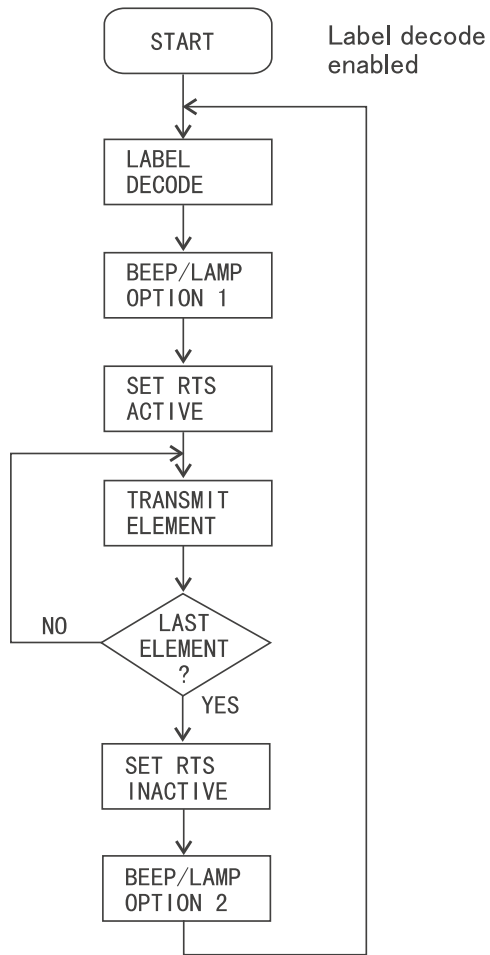 START
Label decode
enabled
LABEL
DECODE
BEEP/LAMP
OPTION 1
SET RTS
ACTIVE
TRANSMIT
ELEMENT
LAST
ELEMENT
?
NO
YES
SET RTS
INACTIVE
BEEP/LAMP
OPTION 2